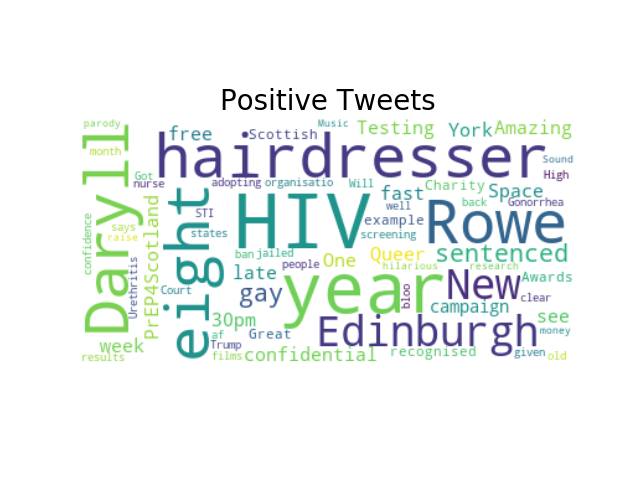 Positive Tweets
parody
month
Daryll
says
raise
confidence
results
week
Urethritis
Got
nurse
PrEP4Scotland
free
•Scottish
Music
Testing
York
Amazing
hairdresser
Sound
High
adopting
organisatio
Will
fast
Charity
Space
eight
STI
states
HIV
well
example
screening
back
Gonorrhea
Rowe
ban
jailed
people
One
Queer
sentenced
hilarious
research
Court
late
gay
year
bloo
New
Awards
clear
campaign
see
30pm
af
Trump
films
Great
confidential
Edinburgh
recognised
given
money
old